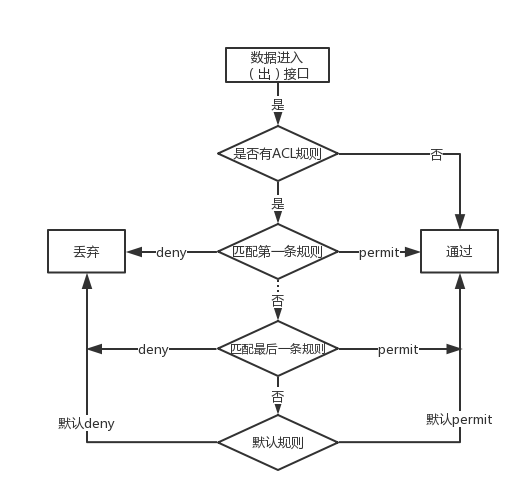 数据进入
（出）接口
是
是否有ACL规则
否
是
丢弃
deny
匹配第一条规则
permit
通过
否
deny
匹配最后一条规则
permit
否
默认deny
默认规则
默认permit